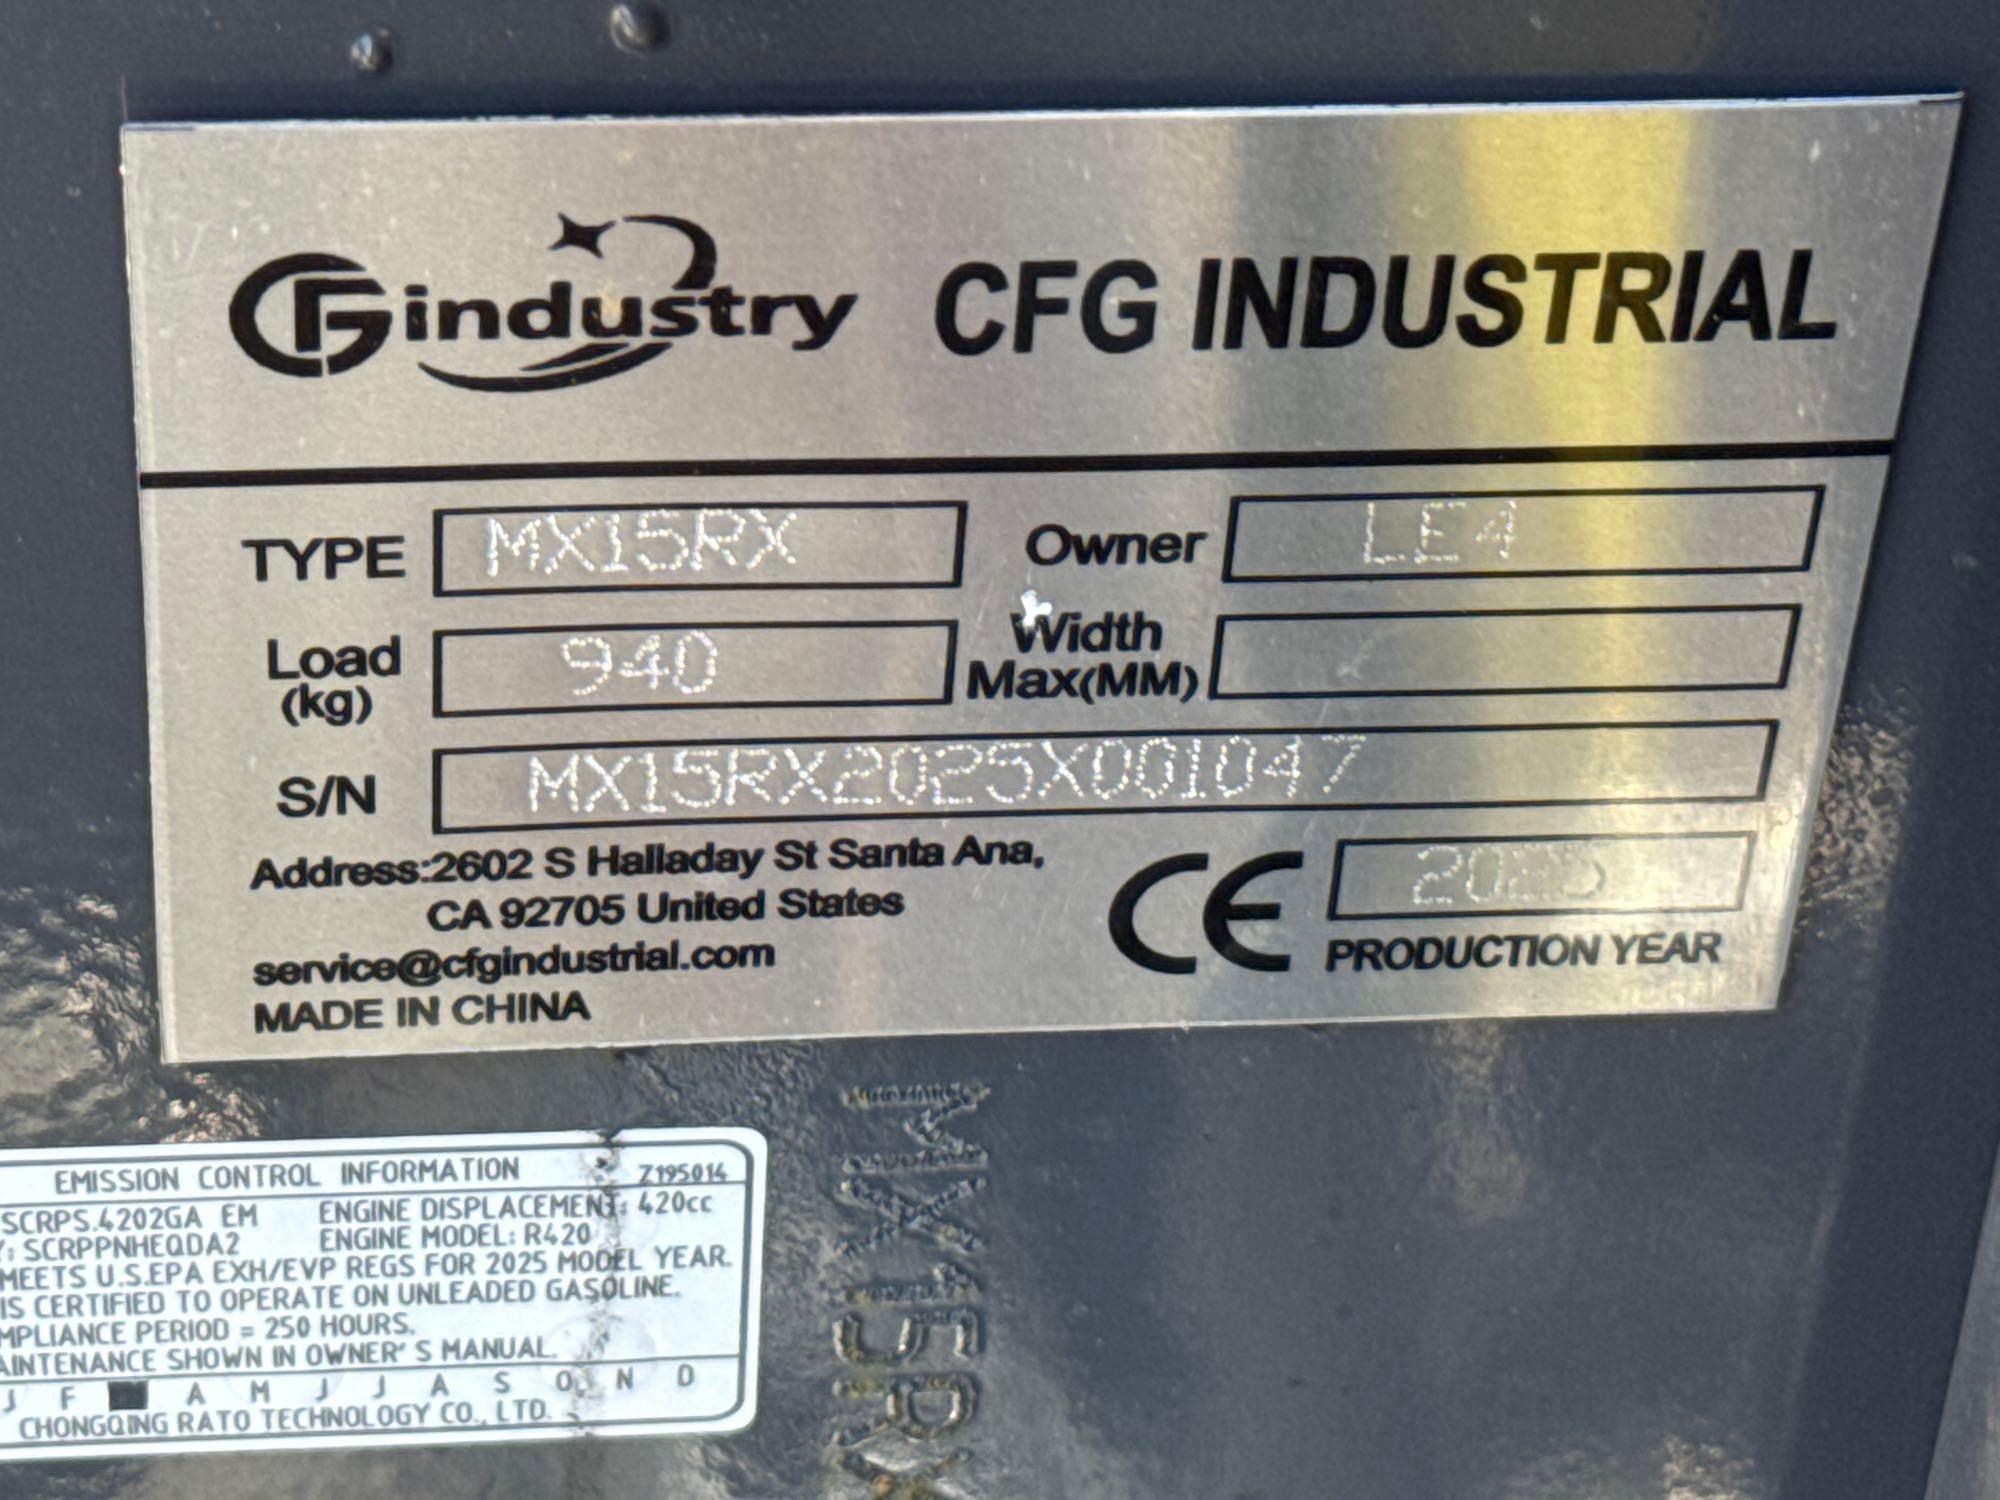 CFGindustry CFG INDUSTRIAL
TYPE MX15RX Owner LE4
Load (kg) 940 Width Max(MM)
S/N MX15RX2025X001047
Address:2602 S Halladay St Santa Ana,
CA 92705 United States
service@cfgindustrial.com
MADE IN CHINA
CE 2025
PRODUCTION YEAR
EMISSION CONTROL INFORMATION Z195014
SCRPS.4202GA EM ENGINE DISPLACEMENT: 420cc
: SCRPPNHEQDA2 ENGINE MODEL: R420
MEETS U.S.EPA EXH/EVP REGS FOR 2025 MODEL YEAR.
IS CERTIFIED TO OPERATE ON UNLEADED GASOLINE.
MPLIANCE PERIOD = 250 HOURS.
AINTENANCE SHOWN IN OWNER' S MANUAL.
J F A M J J A S O N D
CHONGQING RATO TECHNOLOGY CO., LTD.
MX15RX